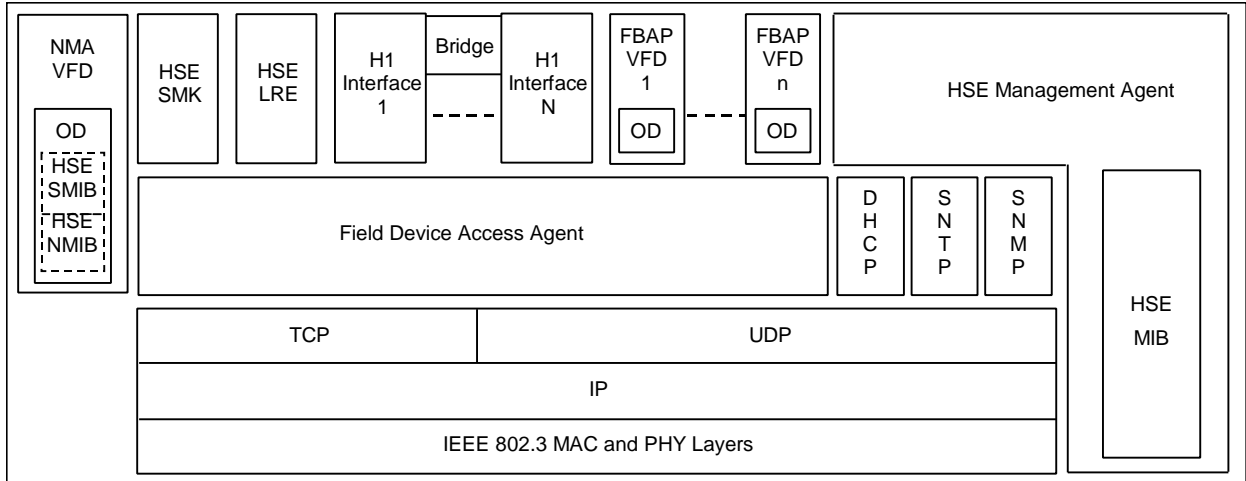 NMA
VFD
OD
HSE
SMIB
HSE
NMIB
HSE
SMK
HSE
LRE
H1
Interface
1
Bridge
H1
Interface
N
FBAP
VFD
1
OD
FBAP
VFD
n
OD
HSE Management Agent
Field Device Access Agent
D
H
C
P
S
N
T
P
S
N
M
P
HSE
MIB
TCP
UDP
IP
IEEE 802.3 MAC and PHY Layers